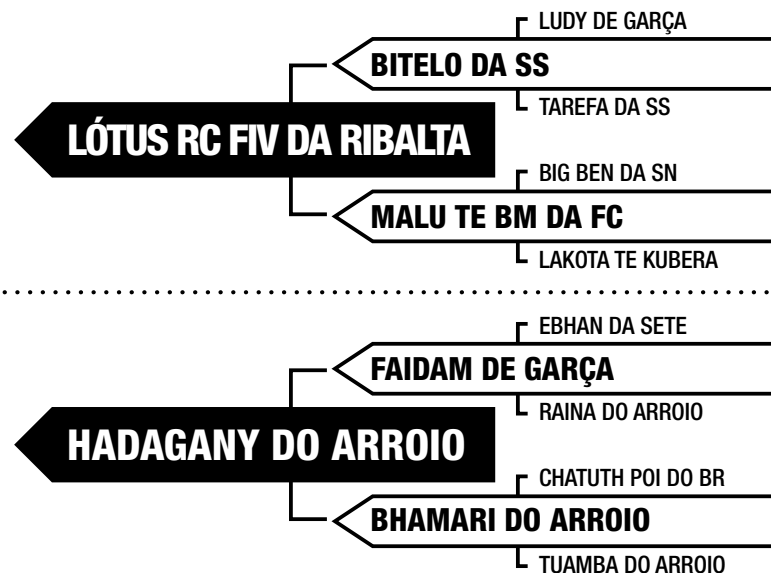 LUDY DE GARÇA
BITELO DA SS
TAREFA DA SS
LÓTUS RC FIV DA RIBALTA
BIG BEN DA SN
MALU TE BM DA FC
LAKOTA TE KUBERA
EBHAN DA SETE
FAIDAM DE GARÇA
RAINA DO ARROIO
HADAGANY DO ARROIO
CHATUTH POI DO BR
BHAMARI DO ARROIO
TUAMBA DO ARROIO